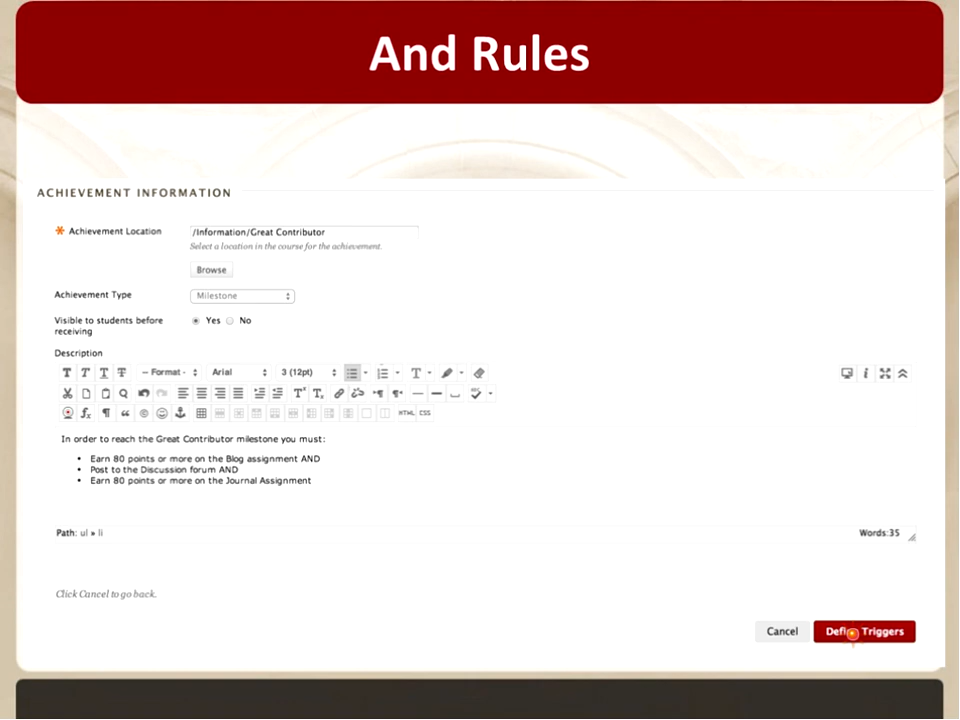 And Rules
ACHIEVEMENT INFORMATION
* Achievement Location
/Information/Great Contributor
Select a location in the course for the achievement.
Browse
Achievement Type
Milestone
Visible to students before
receiving
Yes No
Description
T T T T -- Format - Arial 3 (12pt) T
HTML CSS
In order to reach the Great Contributor milestone you must:
• Earn 80 points or more on the Blog assignment AND
• Post to the Discussion forum AND
• Earn 80 points or more on the Journal Assignment
Path: ul » li Words:35
Click Cancel to go back.
Cancel Triggers